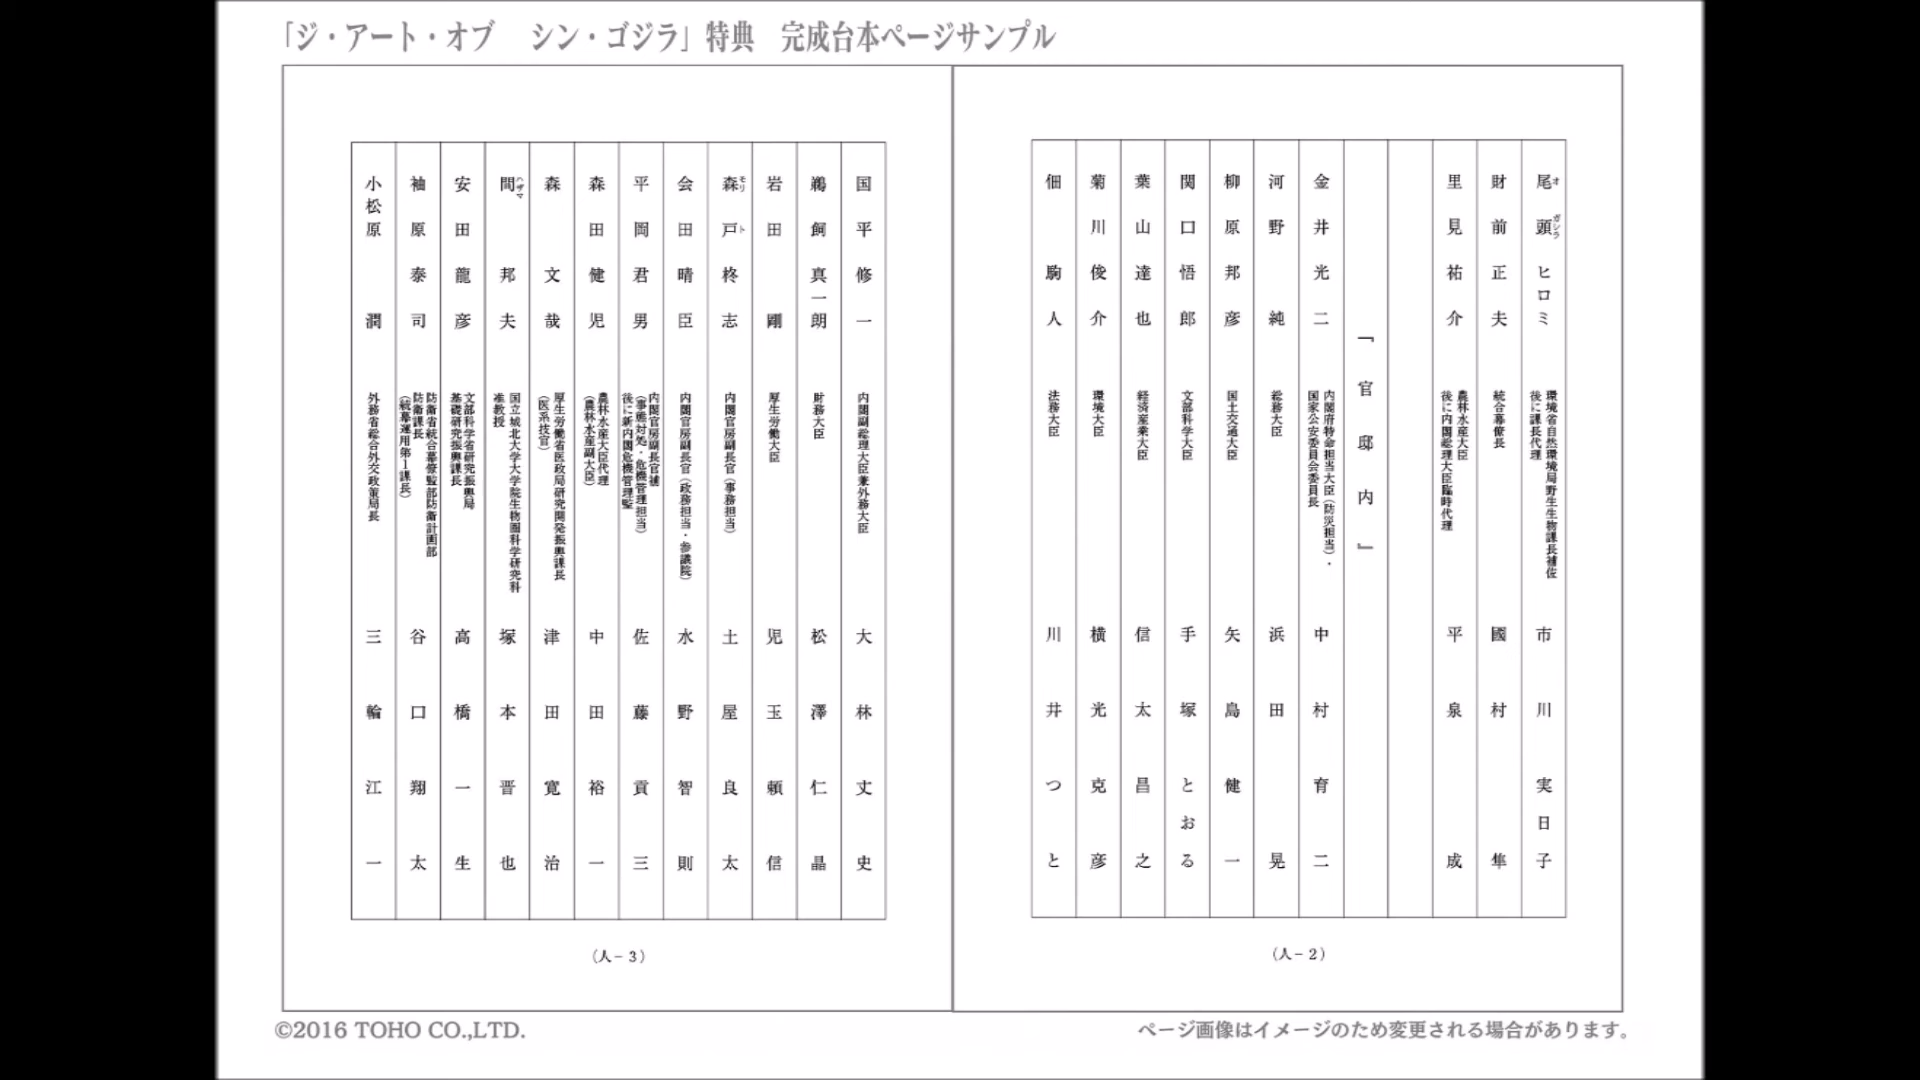 「ジ・アート・オブ　シン・ゴジラ」特典　完成台本ページサンプル
尾頭ヒロミ　環境省自然環境局野生生物課長補佐　後に課長代理　市川実日子
オ ガシラ
財前正夫　統合幕僚長　國村隼
里見祐介　農林水産大臣　後に内閣総理大臣臨時代理　平泉成
「官邸内」
金井光二　内閣府特命担当大臣（防災担当）・国家公安委員会委員長　中村育二
河野純　総務大臣　浜田晃
柳原邦彦　国土交通大臣　矢島健一
関口悟郎　文部科学大臣　手塚とおる
葉山達也　経済産業大臣　信太昌之
菊川俊介　環境大臣　横光克彦
佃駒人　法務大臣　川井つと
（人－2）
国平修一　内閣副総理大臣兼外務大臣　大林丈史
鵜飼真一朗　財務大臣　松澤仁晶
岩田剛　厚生労働大臣　児玉頼信
森戸柊志　内閣官房副長官（事務担当）　土屋良太
モリ ト
会田晴臣　内閣官房副長官（政務担当・参議院）　水野智則
平岡君男　内閣官房副長官補（事態対処・危機管理担当）　後に新内閣危機管理監　佐藤貢三
森田健児　農林水産大臣代理（農林水産副大臣）　中田裕一
森文哉　厚生労働省医政局研究開発振興課長（医系技官）　津田寛治
間邦夫　国立城北大学大学院生物圏科学研究科准教授　塚本晋也
ハザマ
安田龍彦　文部科学省研究振興局基礎研究振興課長　高橋一生
袖原泰司　防衛省統合幕僚監部防衛計画部防衛課長（統幕運用第1課長）　谷口翔太
小松原潤　外務省総合外交政策局長　三輪江一
（人－3）
©2016 TOHO CO.,LTD.
ページ画像はイメージのため変更される場合があります。